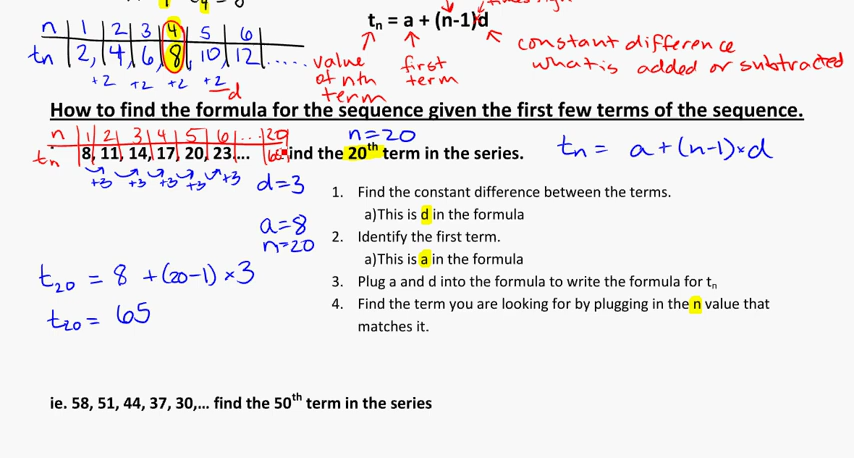 n 1 2 3 4 5 6
tn 2, 4, 6, 8, 10, 12 .....
+2 +2 +2 +2 d
tn = a + (n-1)d
value of nth term
first term
constant difference
what is added or subtracted
How to find the formula for the sequence given the first few terms of the sequence.
n 1 2 3 4 5 6 ... 20
n=20
tn 8, 11, 14, 17, 20, 23... ind the 20th term in the series.
tn = a+(n-1)×d
+3 +3 +3 +3 +3 d=3
1. Find the constant difference between the terms.
a)This is d in the formula
a=8
2. Identify the first term.
n=20
a)This is a in the formula
t20 = 8 +(20-1)×3
3. Plug a and d into the formula to write the formula for tn
4. Find the term you are looking for by plugging in the n value that
t20 = 65
matches it.
ie. 58, 51, 44, 37, 30,... find the 50th term in the series